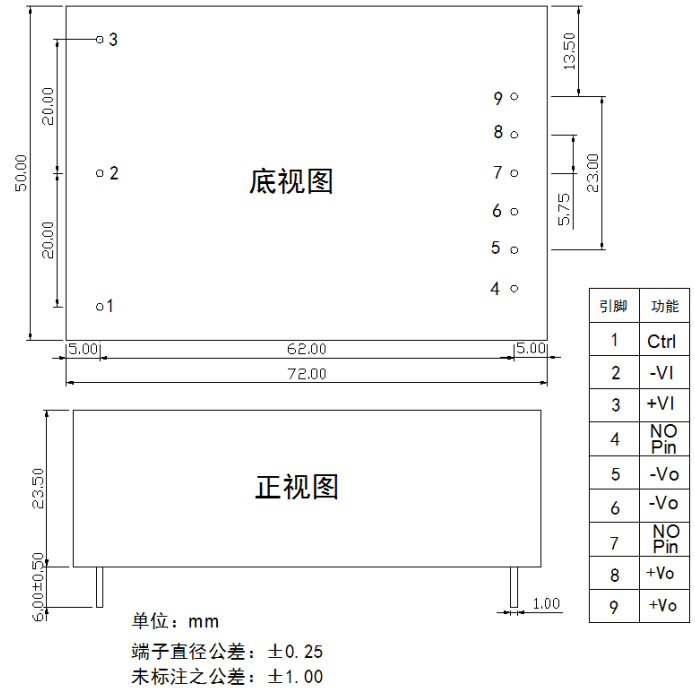 3
13.50
9
20.00
8
2
7
底视图
50.00
23.00
5.75
6
20.00
5
4
1
5.00
62.00
5.00
72.00
引脚 功能
1 Ctrl
2 -VI
3 +VI
4 NO Pin
5 -Vo
6 -Vo
7 NO Pin
8 +Vo
9 +Vo
正视图
23.50
6.00±0.50
1.00
单位：mm
端子直径公差：±0.25
未标注之公差：±1.00